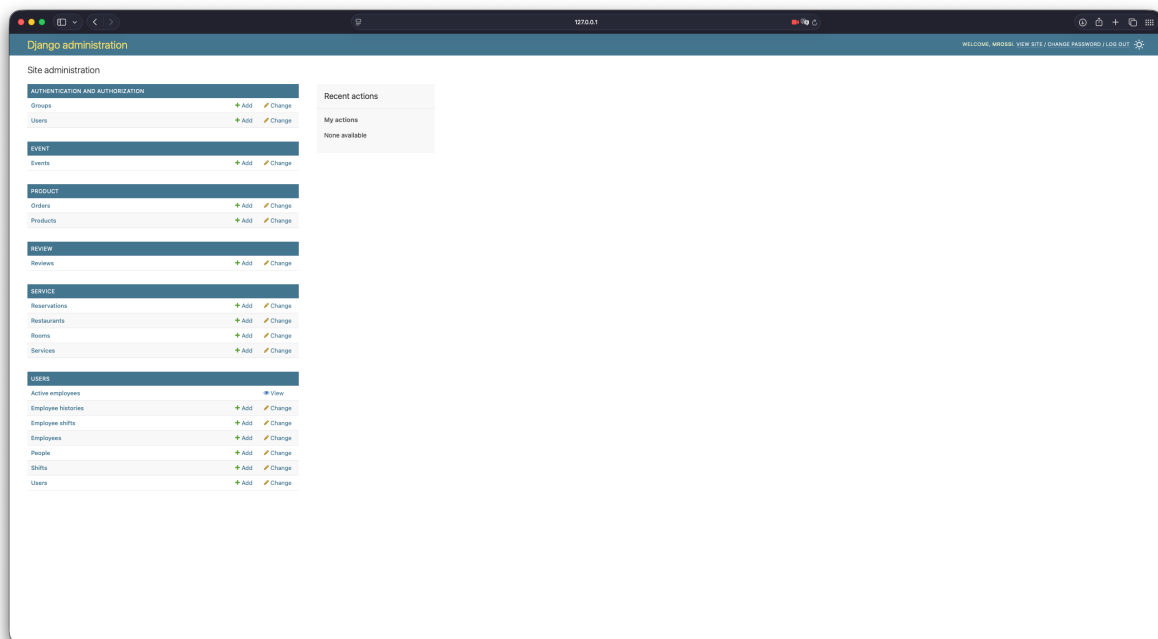 127.0.0.1
Django administration
WELCOME, MROSSI. VIEW SITE / CHANGE PASSWORD / LOG OUT
Site administration
AUTHENTICATION AND AUTHORIZATION
Groups + Add Change
Users + Add Change
EVENT
Events + Add Change
PRODUCT
Orders + Add Change
Products + Add Change
REVIEW
Reviews + Add Change
SERVICE
Reservations + Add Change
Restaurants + Add Change
Rooms + Add Change
Services + Add Change
USERS
Active employees View
Employee histories + Add Change
Employee shifts + Add Change
Employees + Add Change
People + Add Change
Shifts + Add Change
Users + Add Change
Recent actions
My actions
None available